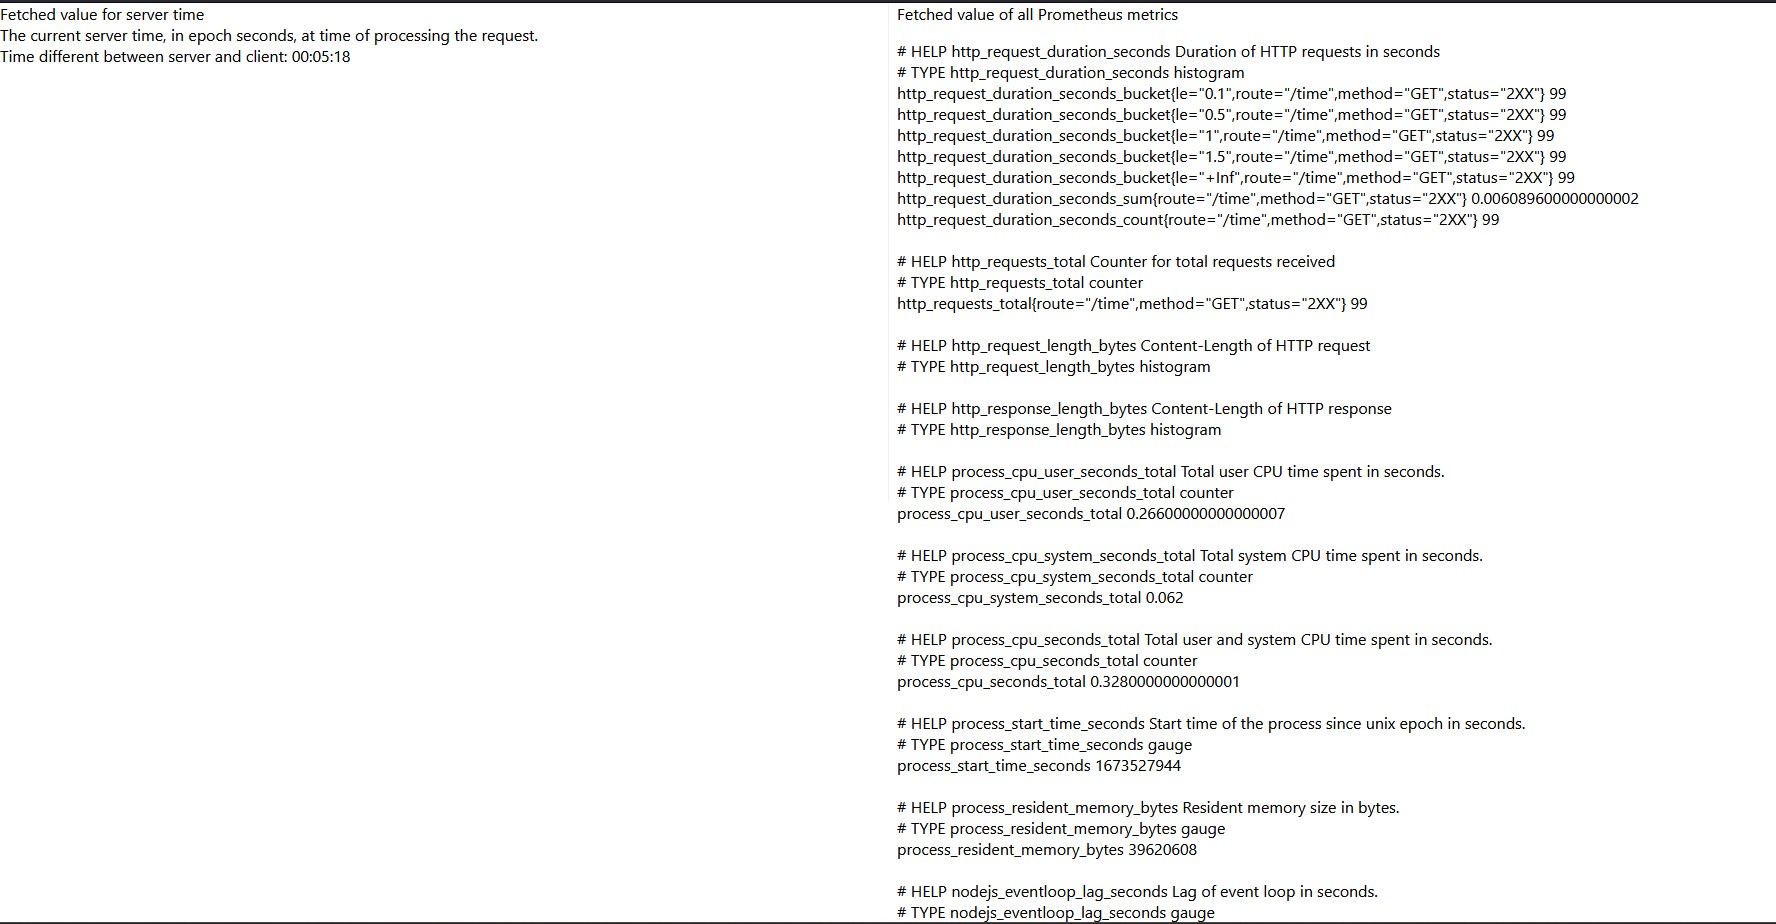 Fetched value for server time
The current server time, in epoch seconds, at time of processing the request.
Time different between server and client: 00:05:18
Fetched value of all Prometheus metrics
# HELP http_request_duration_seconds Duration of HTTP requests in seconds
# TYPE http_request_duration_seconds histogram
http_request_duration_seconds_bucket{le="0.1",route="/time",method="GET",status="2XX"} 99
http_request_duration_seconds_bucket{le="0.5",route="/time",method="GET",status="2XX"} 99
http_request_duration_seconds_bucket{le="1",route="/time",method="GET",status="2XX"} 99
http_request_duration_seconds_bucket{le="1.5",route="/time",method="GET",status="2XX"} 99
http_request_duration_seconds_bucket{le="+Inf",route="/time",method="GET",status="2XX"} 99
http_request_duration_seconds_sum{route="/time",method="GET",status="2XX"} 0.006089600000000002
http_request_duration_seconds_count{route="/time",method="GET",status="2XX"} 99
# HELP http_requests_total Counter for total requests received
# TYPE http_requests_total counter
http_requests_total{route="/time",method="GET",status="2XX"} 99
# HELP http_request_length_bytes Content-Length of HTTP request
# TYPE http_request_length_bytes histogram
# HELP http_response_length_bytes Content-Length of HTTP response
# TYPE http_response_length_bytes histogram
# HELP process_cpu_user_seconds_total Total user CPU time spent in seconds.
# TYPE process_cpu_user_seconds_total counter
process_cpu_user_seconds_total 0.26600000000000007
# HELP process_cpu_system_seconds_total Total system CPU time spent in seconds.
# TYPE process_cpu_system_seconds_total counter
process_cpu_system_seconds_total 0.062
# HELP process_cpu_seconds_total Total user and system CPU time spent in seconds.
# TYPE process_cpu_seconds_total counter
process_cpu_seconds_total 0.3280000000000001
# HELP process_start_time_seconds Start time of the process since unix epoch in seconds.
# TYPE process_start_time_seconds gauge
process_start_time_seconds 1673527944
# HELP process_resident_memory_bytes Resident memory size in bytes.
# TYPE process_resident_memory_bytes gauge
process_resident_memory_bytes 39620608
# HELP nodejs_eventloop_lag_seconds Lag of event loop in seconds.
# TYPE nodejs_eventloop_lag_seconds gauge